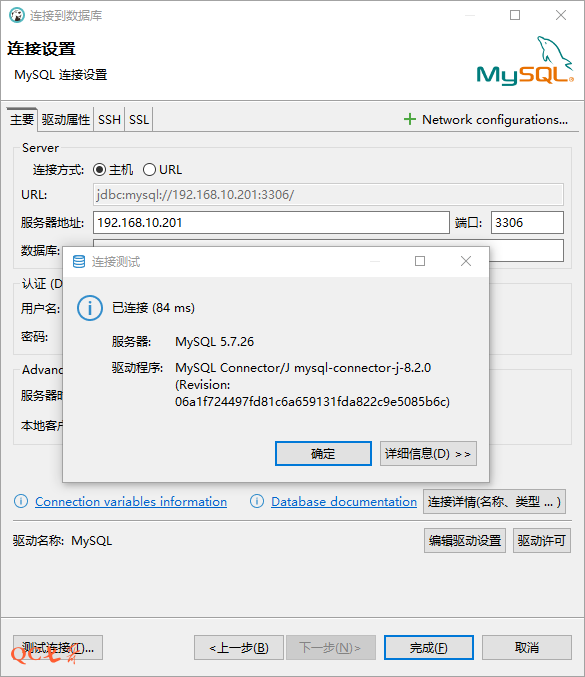 连接到数据库
连接设置
MySQL 连接设置
MySQL
主要 驱动属性 SSH SSL
Network configurations...
Server
连接方式: 主机 URL
URL: jdbc:mysql://192.168.10.201:3306/
服务器地址: 192.168.10.201 端口: 3306
数据库:
认证 (D
用户名:
密码:
Advanc
服务器
本地客户
连接测试
已连接 (84 ms)
服务器: MySQL 5.7.26
驱动程序: MySQL Connector/J mysql-connector-j-8.2.0
(Revision:
06a1f724497fd81c6a659131fda822c9e5085b6c)
确定 详细信息(D) >>
Connection variables information
Database documentation
连接详情(名称、类型 ... )
驱动名称: MySQL
编辑驱动设置 驱动许可
测试连接(T)...
<上一步(B) 下一步(N)> 完成(F) 取消